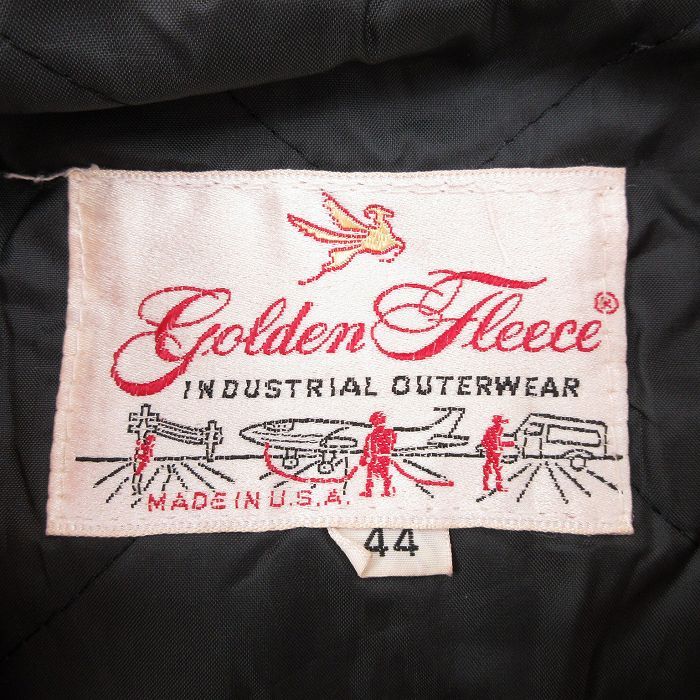 Golden Fleece®
INDUSTRIAL OUTERWEAR
MADE IN U.S.A.
44